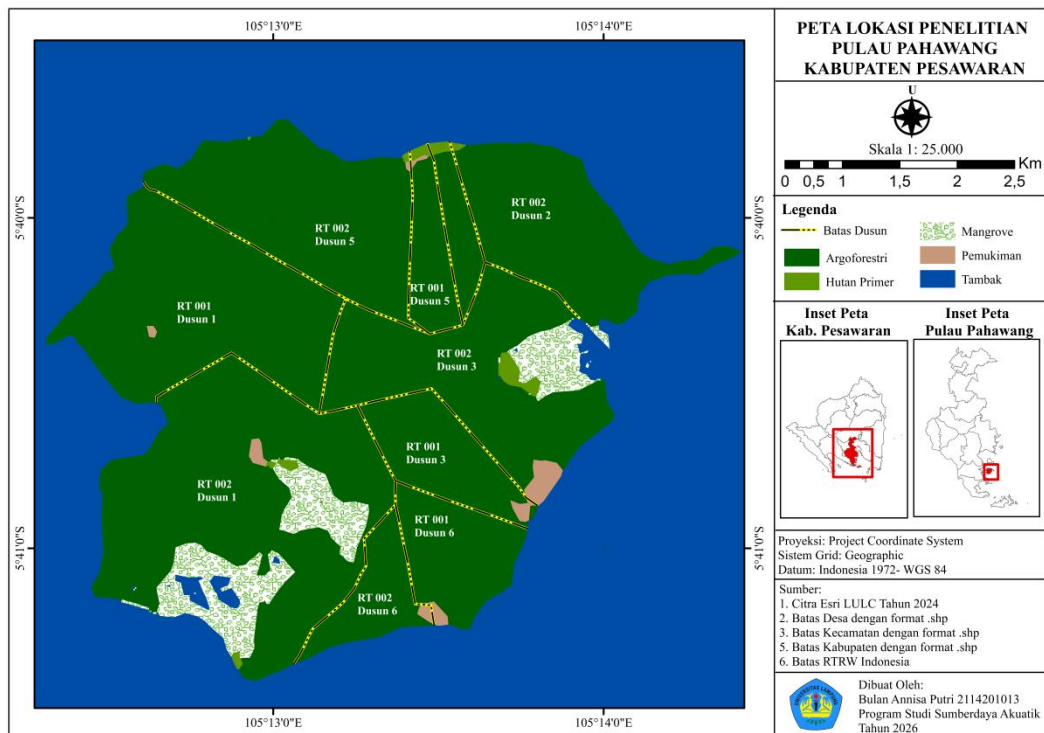 105°13'0"E
105°14'0"E
5°40'0"S
5°41'0"S
RT 002
Dusun 5
RT 002
Dusun 2
RT 001
Dusun 5
RT 001
Dusun 1
RT 002
Dusun 3
RT 001
Dusun 3
RT 002
Dusun 1
RT 001
Dusun 6
RT 002
Dusun 6
5°40'0"S
5°41'0"S
105°13'0"E
105°14'0"E
PETA LOKASI PENELITIAN
PULAU PAHAWANG
KABUPATEN PESAWARAN
U
Skala 1: 25.000
Km
0 0,5 1 1,5 2 2,5
Legenda
Batas Dusun
Argoforestri
Hutan Primer
Mangrove
Pemukiman
Tambak
Inset Peta
Kab. Pesawaran
Inset Peta
Pulau Pahawang
Proyeksi: Project Coordinate System
Sistem Grid: Geographic
Datum: Indonesia 1972- WGS 84
Sumber:
1. Citra Esri LULC Tahun 2024
2. Batas Desa dengan format .shp
3. Batas Kecamatan dengan format .shp
5. Batas Kabupaten dengan format .shp
6. Batas RTRW Indonesia
UNIVERSITAS LAMPUNG
Dibuat Oleh:
Bulan Annisa Putri 2114201013
Program Studi Sumberdaya Akuatik
Tahun 2026